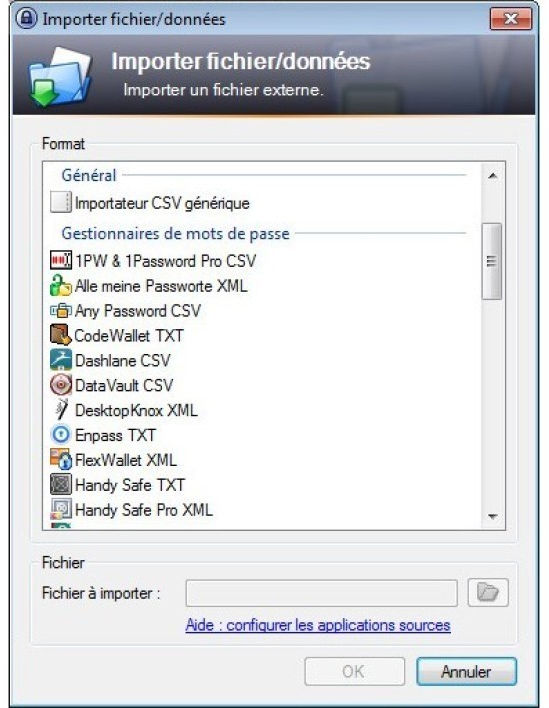 Importer fichier/données
Importer fichier/données
Importer un fichier externe.
Format
Général
Importateur CSV générique
Gestionnaires de mots de passe
1PW & 1Password Pro CSV
Alle meine Passworte XML
Any Password CSV
CodeWallet TXT
Dashlane CSV
DataVault CSV
DesktopKnox XML
Enpass TXT
FlexWallet XML
Handy Safe TXT
Handy Safe Pro XML
Fichier
Fichier à importer :
Aide : configurer les applications sources
OK
Annuler